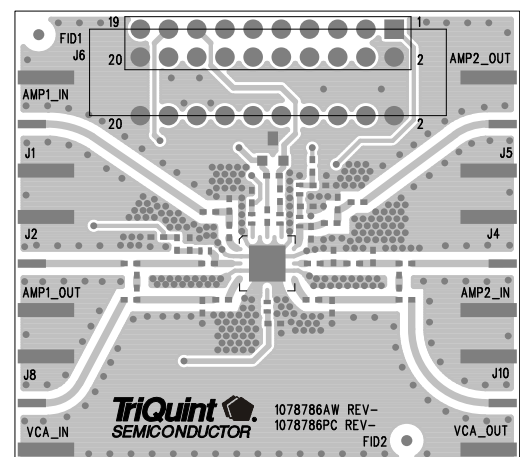 19
1
FID1
J6
20
2
AMP2_OUT
AMP1_IN
20
2
J1
J5
J2
J4
AMP1_OUT
AMP2_IN
J8
J10
TriQuint
SEMICONDUCTOR
1078786AW REV-
1078786PC REV-
VCA_IN
FID2
VCA_OUT